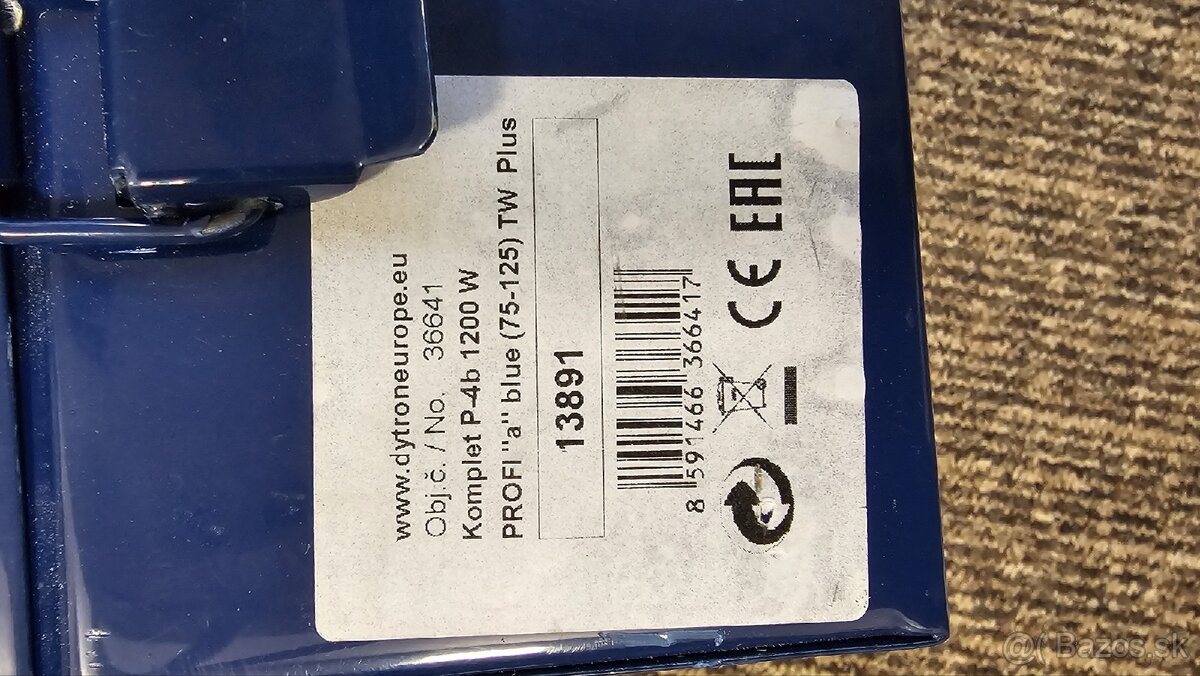 www.dytroneurope.eu
Obj.č. / No. 36641
Komplet P-4b 1200 W
PROFI "a" blue (75-125) TW Plus
13891
8 591466 366417
CE EAC
@( Bazos.sk